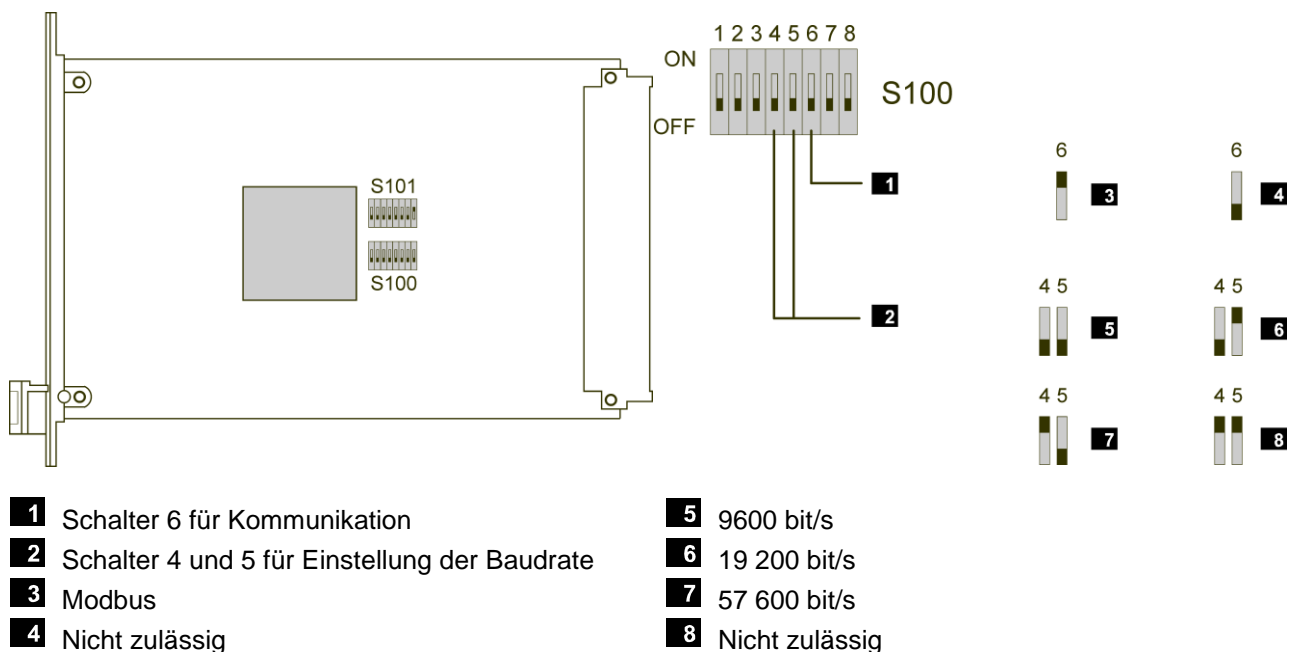 1 2 3 4 5 6 7 8
ON
S100
OFF
1
2
S101
S100
6
3
6
4
4 5
5
4 5
6
4 5
7
4 5
8
1 Schalter 6 für Kommunikation
2 Schalter 4 und 5 für Einstellung der Baudrate
3 Modbus
4 Nicht zulässig
5 9600 bit/s
6 19 200 bit/s
7 57 600 bit/s
8 Nicht zulässig